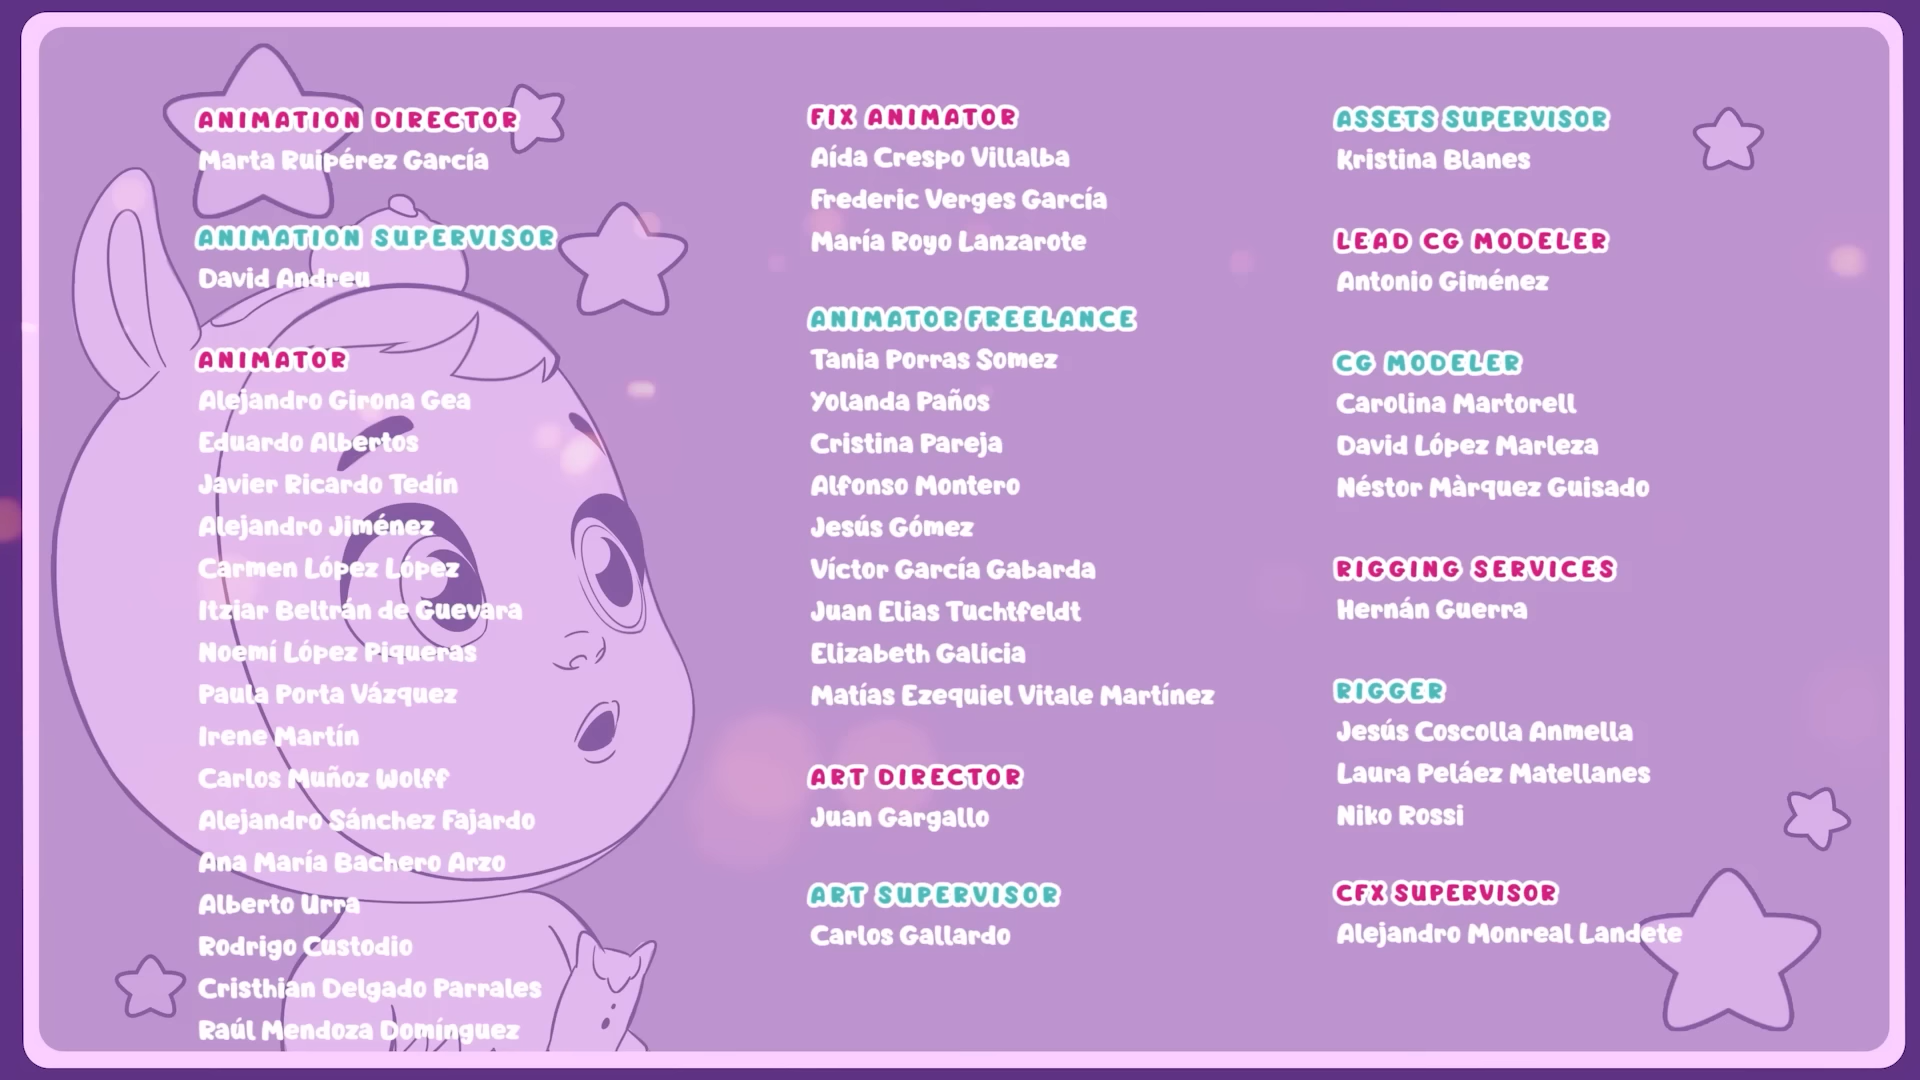 ANIMATION DIRECTOR
Marta Ruipérez García
ANIMATION SUPERVISOR
David Andreu
ANIMATOR
Alejandro Girona Gea
Eduardo Albertos
Javier Ricardo Tedín
Alejandro Jiménez
Carmen López López
Itziar Beltrán de Guevara
Noemí López Piqueras
Paula Porta Vázquez
Irene Martín
Carlos Muñoz Wolff
Alejandro Sánchez Fajardo
Ana María Bachero Arzo
Alberto Urra
Rodrigo Custodio
Cristhian Delgado Parrales
Raúl Mendoza Domínguez
FIX ANIMATOR
Aída Crespo Villalba
Frederic Verges García
María Royo Lanzarote
ANIMATOR FREELANCE
Tania Porras Somez
Yolanda Paños
Cristina Pareja
Alfonso Montero
Jesús Gómez
Víctor García Gabarda
Juan Elias Tuchtfeldt
Elizabeth Galicia
Matías Ezequiel Vitale Martínez
ART DIRECTOR
Juan Gargallo
ART SUPERVISOR
Carlos Gallardo
ASSETS SUPERVISOR
Kristina Blanes
LEAD CG MODELER
Antonio Giménez
CG MODELER
Carolina Martorell
David López Marleza
Néstor Màrquez Guisado
RIGGING SERVICES
Hernán Guerra
RIGGER
Jesús Coscolla Anmella
Laura Peláez Matellanes
Niko Rossi
CFX SUPERVISOR
Alejandro Monreal Landete